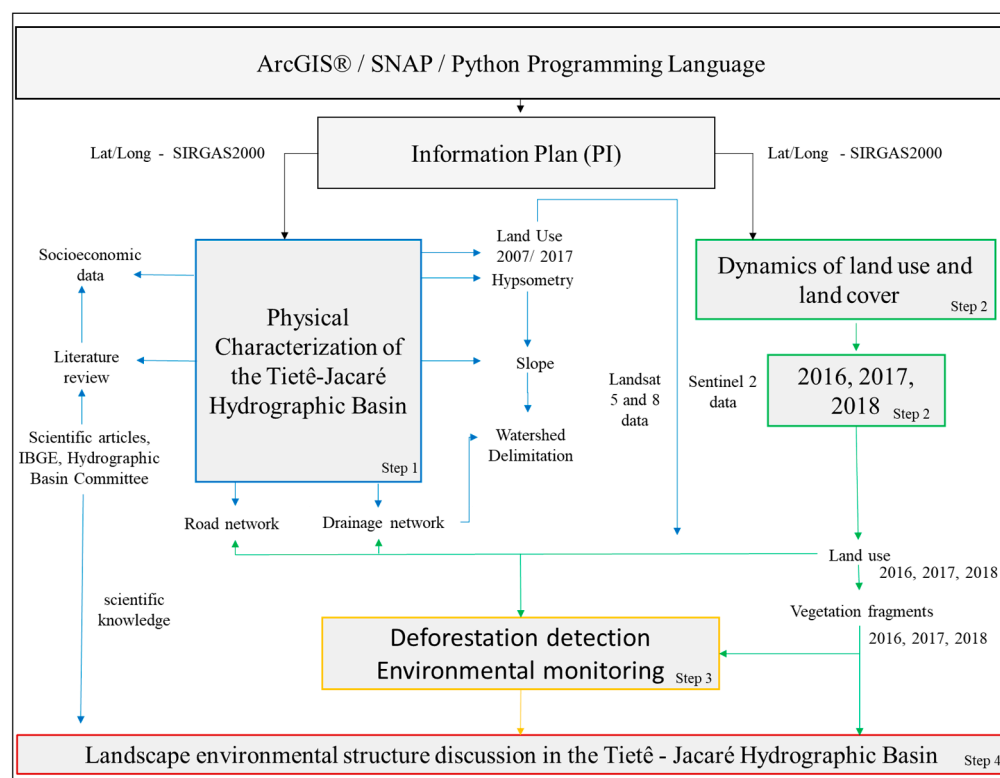 ArcGIS® / SNAP / Python Programming Language
Information Plan (PI)
Lat/Long - SIRGAS2000
Lat/Long - SIRGAS2000
Physical
Characterization of
the Tietê-Jacaré
Hydrographic Basin
Step 1
Socioeconomic
data
Literature
review
Scientific articles,
IBGE, Hydrographic
Basin Committee
scientific
knowledge
Land Use
2007/ 2017
Hypsometry
Slope
Watershed
Delimitation
Road network
Drainage network
Landsat
5 and 8
data
Sentinel 2
data
Dynamics of land use and
land cover
Step 2
2016, 2017,
2018
Step 2
Land use
2016, 2017, 2018
Vegetation fragments
2016, 2017, 2018
Deforestation detection
Environmental monitoring
Step 3
Landscape environmental structure discussion in the Tietê - Jacaré Hydrographic Basin
Step 4